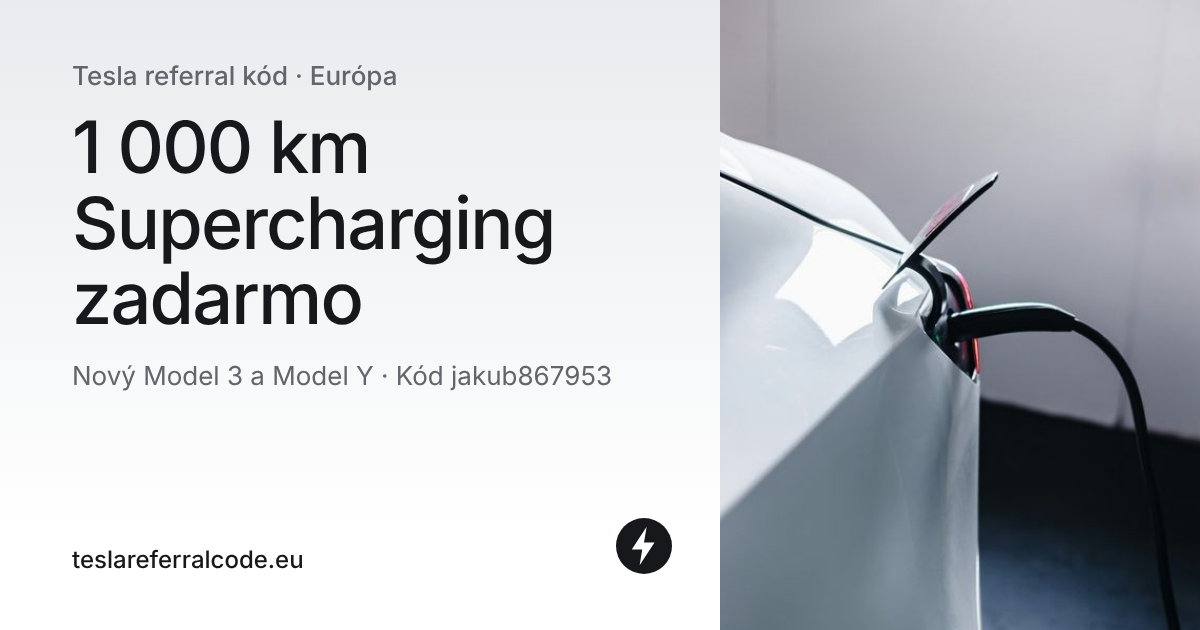 Tesla referral kód · Európa
1 000 km
Supercharging
zadarmo
Nový Model 3 a Model Y · Kód jakub867953
teslareferralcode.eu